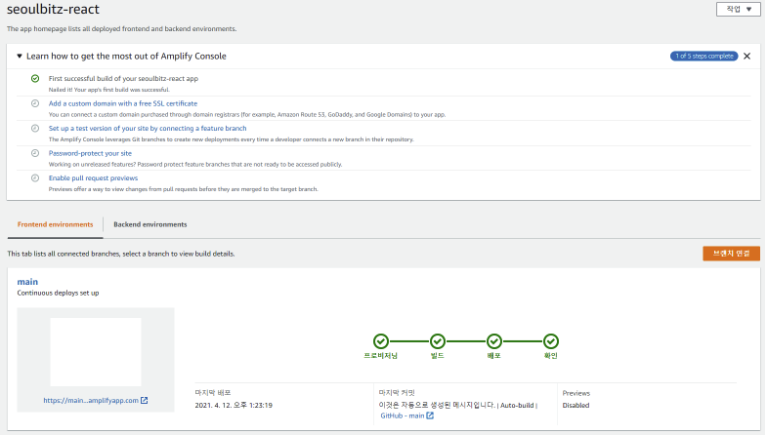 seoulbitz-react
작업 ▼
The app homepage lists all deployed frontend and backend environments.
▼ Learn how to get the most out of Amplify Console
1 of 5 steps complete
First successful build of your seoulbitz-react app
Nailed it! Your app's first build was successful.
Add a custom domain with a free SSL certificate
You can connect a custom domain purchased through domain registrars (for example, Amazon Route 53, GoDaddy, and Google Domains) to your app.
Set up a test version of your site by connecting a feature branch
The Amplify Console leverages Git branches to create new deployments every time a developer connects a new branch in their repository.
Password-protect your site
Working on unreleased features? Password protect feature branches that are not ready to be accessed publicly.
Enable pull request previews
Previews offer a way to view changes from pull requests before they are merged to the target branch.
Frontend environments
Backend environments
This tab lists all connected branches, select a branch to view build details.
브랜치 연결
main
Continuous deploys set up
프로비저닝
빌드
배포
확인
https://main...amplifyapp.com
마지막 배포
2021. 4. 12. 오후 1:23:19
마지막 커밋
이것은 자동으로 생성된 메시지입니다. | Auto-build |
GitHub - main
Previews
Disabled